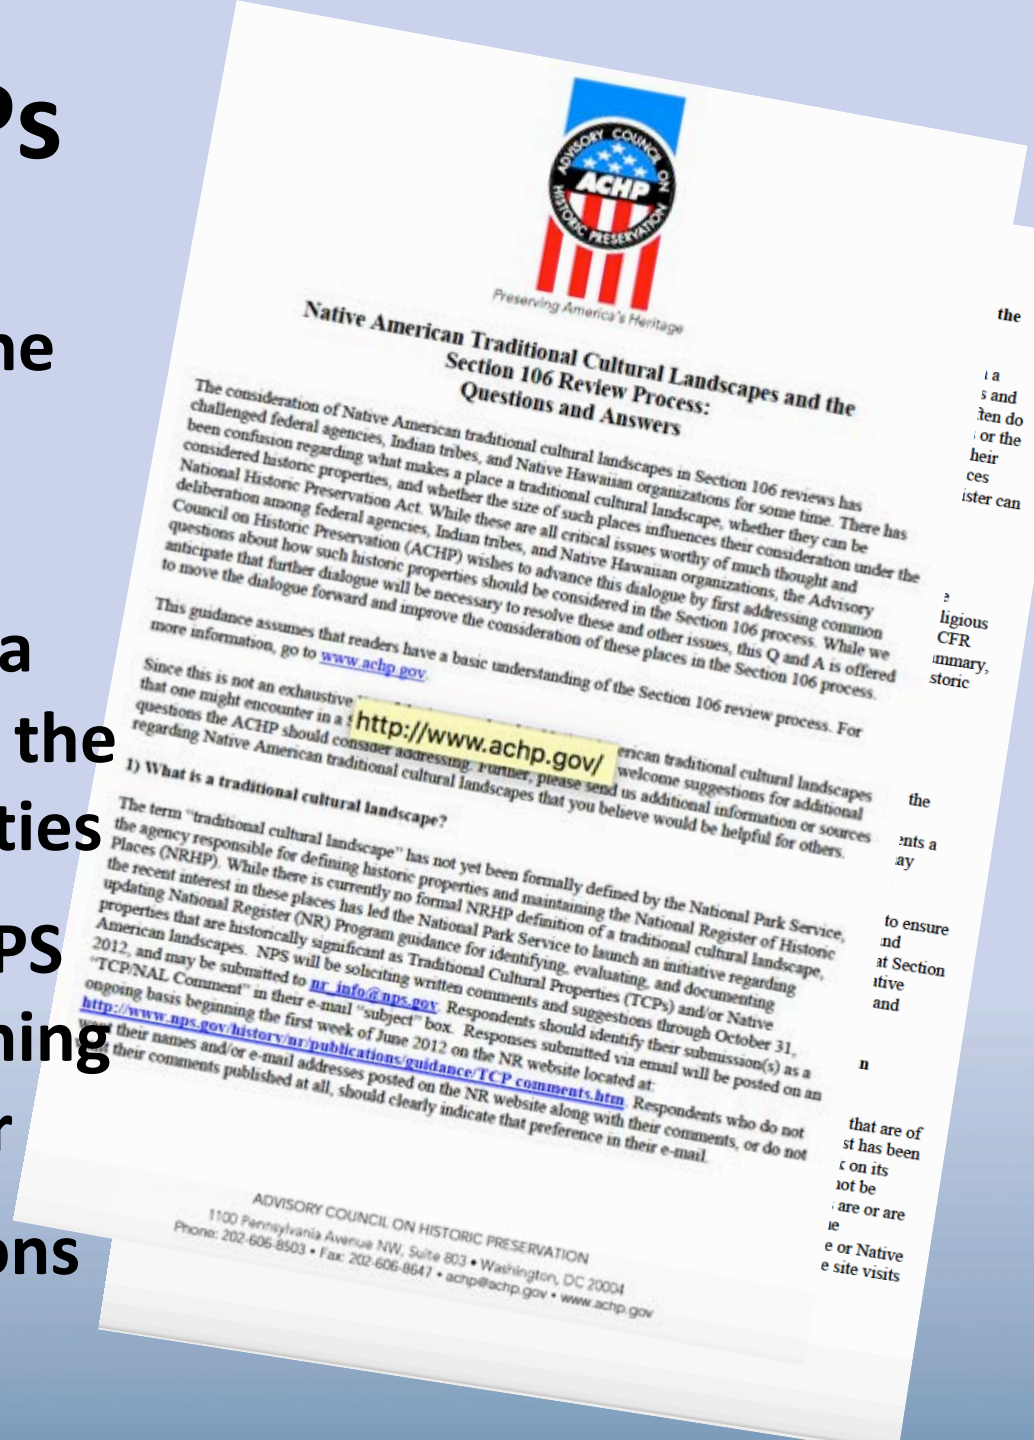 Ps
ne
a
the
ties
PS
ning
r
ons
ADVISORY COUNCIL ON
HISTORIC PRESERVATION
ACHP
Preserving America's Heritage
Native American Traditional Cultural Landscapes and the
Section 106 Review Process:
Questions and Answers
The consideration of Native American traditional cultural landscapes in Section 106 reviews has
challenged federal agencies, Indian tribes, and Native Hawaiian organizations for some time. There has
been confusion regarding what makes a place a traditional cultural landscape, whether they can be
considered historic properties, and whether the size of such places influences their consideration under the
National Historic Preservation Act. While these are all critical issues worthy of much thought and
deliberation among federal agencies, Indian tribes, and Native Hawaiian organizations, the Advisory
Council on Historic Preservation (ACHP) wishes to advance this dialogue by first addressing common
questions about how such historic properties should be considered in the Section 106 process. While we
anticipate that further dialogue will be necessary to resolve these and other issues, this Q and A is offered
to move the dialogue forward and improve the consideration of these places in the Section 106 process.
This guidance assumes that readers have a basic understanding of the Section 106 review process. For
more information, go to www.achp.gov.
Since this is not an exhaustive erican traditional cultural landscapes
that one might encounter in a welcome suggestions for additional
questions the ACHP should consider addressing. Further, please send us additional information or sources
regarding Native American traditional cultural landscapes that you believe would be helpful for others.
http://www.achp.gov/
1) What is a traditional cultural landscape?
The term “traditional cultural landscape” has not yet been formally defined by the National Park Service,
the agency responsible for defining historic properties and maintaining the National Register of Historic
Places (NRHP). While there is currently no formal NRHP definition of a traditional cultural landscape,
the recent interest in these places has led the National Park Service to launch an initiative regarding
updating National Register (NR) Program guidance for identifying, evaluating, and documenting
properties that are historically significant as Traditional Cultural Properties (TCPs) and/or Native
American landscapes. NPS will be soliciting written comments and suggestions through October 31,
2012, and may be submitted to nr_info@nps.gov. Respondents should identify their submission(s) as a
“TCP/NAL Comment” in their e-mail “subject” box. Responses submitted via email will be posted on an
ongoing basis beginning the first week of June 2012 on the NR website located at:
http://www.nps.gov/history/nr/publications/guidance/TCP_comments.htm. Respondents who do not
want their names and/or e-mail addresses posted on the NR website along with their comments, or do not
want their comments published at all, should clearly indicate that preference in their e-mail.
ADVISORY COUNCIL ON HISTORIC PRESERVATION
1100 Pennsylvania Avenue NW, Suite 803 • Washington, DC 20004
Phone: 202-606-8503 • Fax: 202-606-8647 • achp@achp.gov • www.achp.gov
the
a
s and
ften do
or the
heir
ces
ister can
e
ligious
CFR
mmary,
storic
the
ents a
ay
to ensure
nd
at Section
ative
and
n
that are of
st has been
k on its
not be
are or are
e
e or Native
e site visits